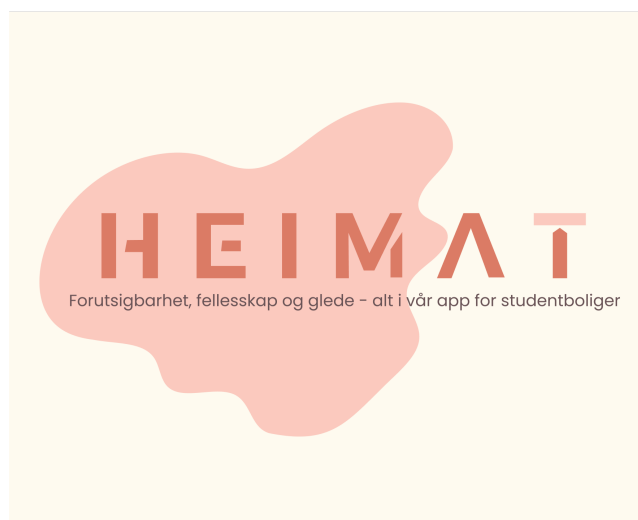 HEIMAT
Forutsigbarhet, fellesskap og glede - alt i vår app for studentboliger